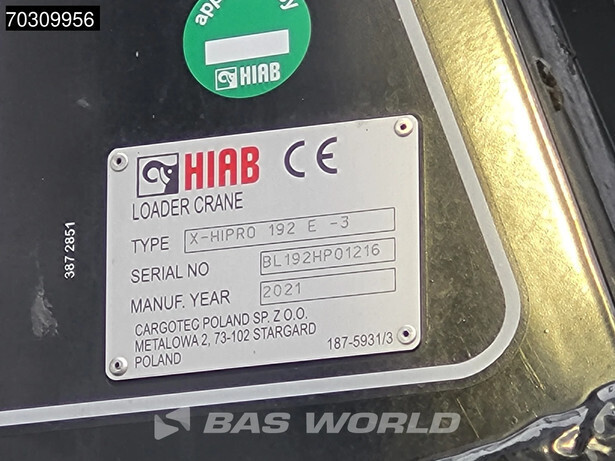 70309956
app
HIAB
HIAB CE
LOADER CRANE
TYPE X-HIPRO 192 E -3
SERIAL NO BL192HP01216
MANUF. YEAR 2021
CARGOTEC POLAND SP. Z O.O.
METALOWA 2, 73-102 STARGARD
POLAND
187-5931/3
387 2851
BAS WORLD